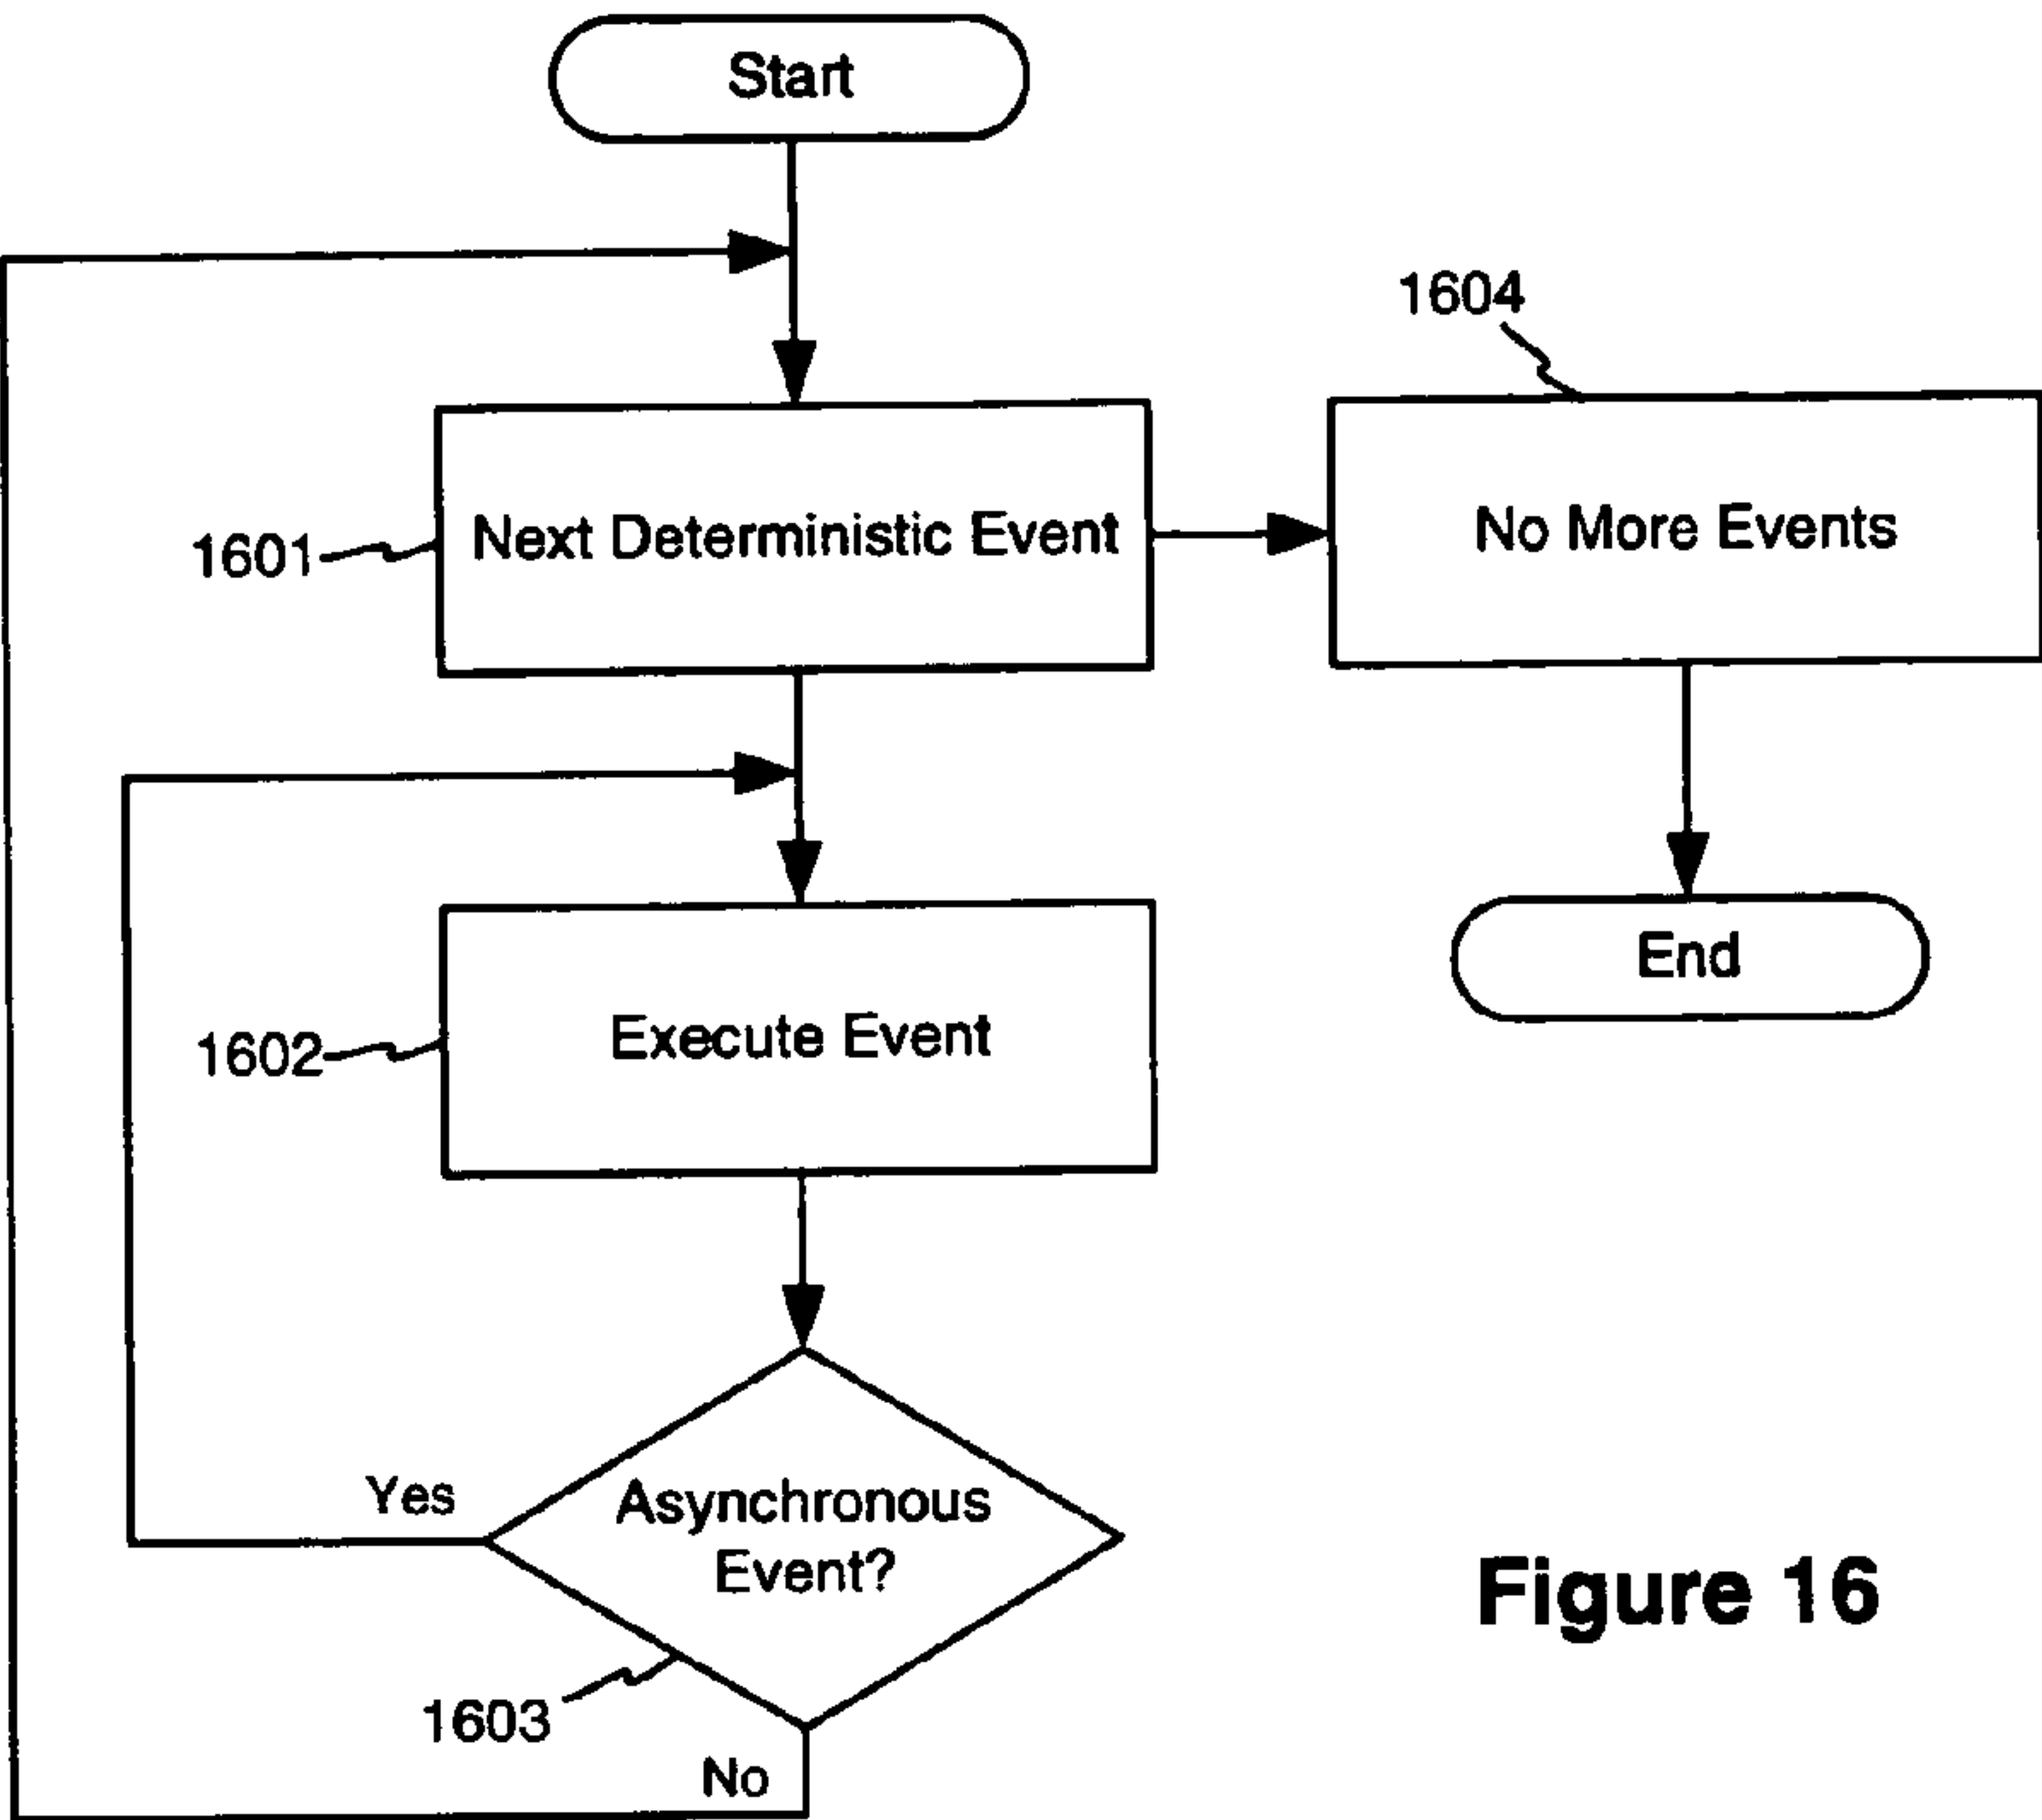 Start
1604
Next Deterministic Event
No More Events
1601
End
Execute Event
1602
Yes
Asynchronous
Event?
Figure 16
1603
No